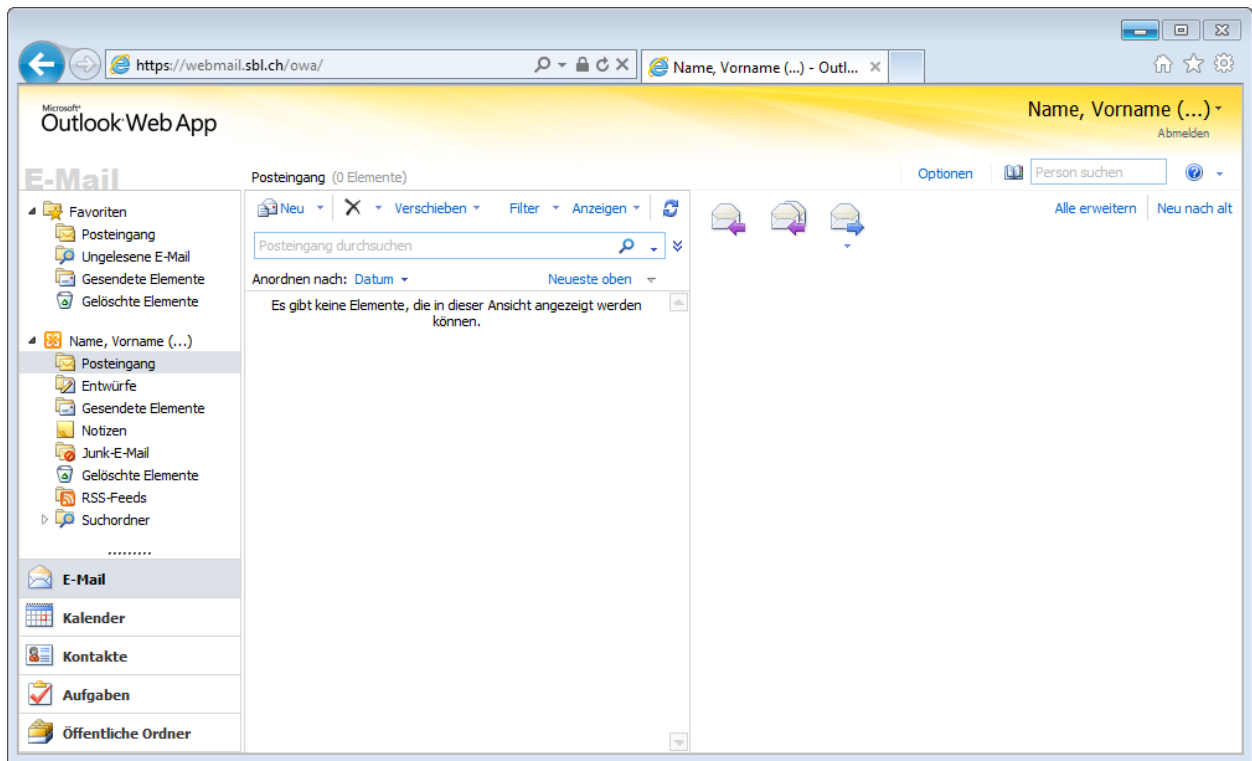 https://webmail.sbl.ch/owa/
Name, Vorname (...) - Outl...
Microsoft
Outlook Web App
Name, Vorname (...)
Abmelden
E-Mail
Posteingang (0 Elemente)
Optionen
Person suchen
Favoriten
Posteingang
Ungelesene E-Mail
Gesendete Elemente
Gelöschte Elemente
Name, Vorname (...)
Posteingang
Entwürfe
Gesendete Elemente
Notizen
Junk-E-Mail
Gelöschte Elemente
RSS-Feeds
Suchordner
E-Mail
Kalender
Kontakte
Aufgaben
Öffentliche Ordner
Neu Verschieben Filter Anzeigen
Posteingang durchsuchen
Anordnen nach: Datum Neueste oben
Es gibt keine Elemente, die in dieser Ansicht angezeigt werden
können.
Alle erweitern Neu nach alt